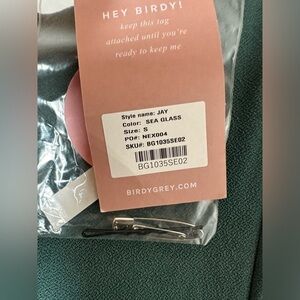 HEY BIRDY!
keep this tag
attached until you're
ready to keep me
Style name: JAY
Color: SEA GLASS
Size: S
PO#: NEX004
SKU#: BG1035SE02
BG1035SE02
BIRDYGREY.COM